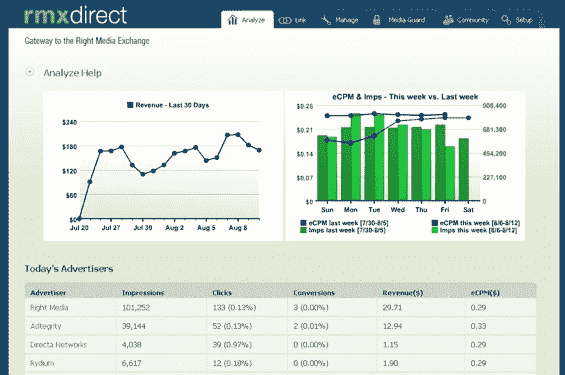 rmxdirect
Analyze Link Manage Media Guard Community Setup
Gateway to the Right Media Exchange
Analyze Help
Revenue - Last 30 Days
$240
$180
$120
$60
$0
Jul 20 Jul 27 Jul 30 Aug 2 Aug 5 Aug 8
eCPM & Imps - This week vs. Last week
$0.28 908,400
$0.21 681,300
$0.14 454,200
$0.07 227,100
$0.00 0
Sun Mon Tue Wed Thu Fri Sat
eCPM last week [7/30-8/5] eCPM this week [8/6-8/12]
Imps last week [7/30-8/5] Imps this week [8/6-8/12]
Today's Advertisers
Advertiser Impressions Clicks Conversions Revenue($) eCPM($)
Right Media 101,252 133 (0.13%) 3 (0.00%) 29.71 0.29
Adtegrity 39,144 52 (0.13%) 2 (0.01%) 12.94 0.33
Directa Networks 4,038 39 (0.97%) 0 (0.00%) 1.15 0.29
Rydium 6,617 12 (0.18%) 0 (0.00%) 1.90 0.29